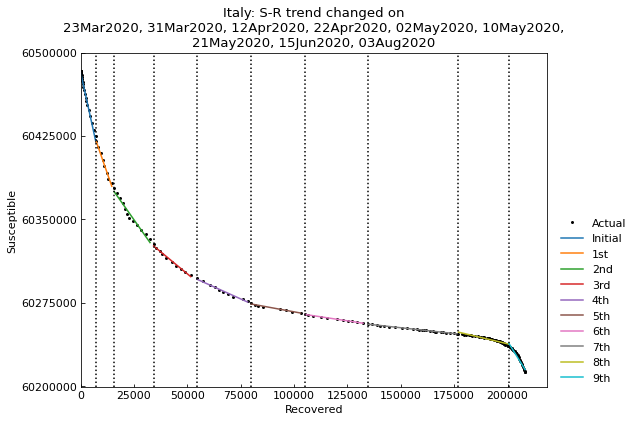 Italy: S-R trend changed on
23Mar2020, 31Mar2020, 12Apr2020, 22Apr2020, 02May2020, 10May2020,
21May2020, 15Jun2020, 03Aug2020
60500000
60425000
60350000
60275000
60200000
Susceptible
0
25000
50000
75000
100000
125000
150000
175000
200000
Recovered
Actual
Initial
1st
2nd
3rd
4th
5th
6th
7th
8th
9th